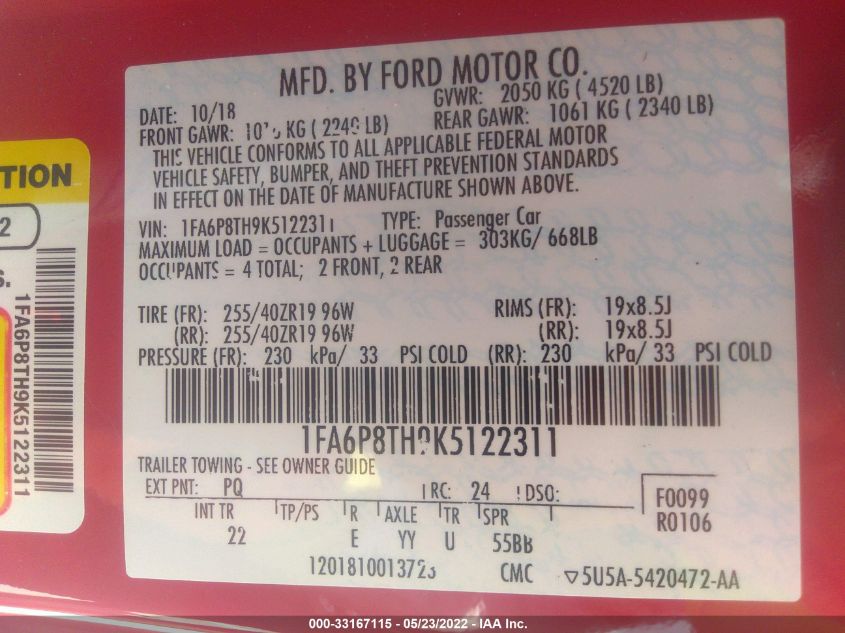 MFD. BY FORD MOTOR CO.
DATE: 10/18
GVWR: 2050 KG ( 4520 LB)
FRONT GAWR: KG ( LB)
REAR GAWR: 1061 KG ( 2340 LB)
THIS VEHICLE CONFORMS TO ALL APPLICABLE FEDERAL MOTOR
VEHICLE SAFETY, BUMPER, AND THEFT PREVENTION STANDARDS
IN EFFECT ON THE DATE OF MANUFACTURE SHOWN ABOVE.
VIN: 1FA6P8TH9K5122311 TYPE: Passenger Car
MAXIMUM LOAD = OCCUPANTS + LUGGAGE = 303KG/ 668LB
OCCUPANTS = 4 TOTAL; 2 FRONT, 2 REAR
TIRE (FR): 255/40ZR19 96W RIMS (FR): 19x8.5J
(RR): 255/40ZR19 96W (RR): 19x8.5J
PRESSURE (FR): 230 kPa/ 33 PSI COLD (RR): 230 kPa/ 33 PSI COLD
1FA6P8TH9K5122311
TRAILER TOWING - SEE OWNER GUIDE
EXT PNT: PQ RC: 24 DSO:
INT TR TP/PS R AXLE TR SPR
22 E YY U 55BB
F0099
R0106
CMC ▽5U5A-5420472-AA
TION
2
1FA6P8TH9K5122311
000-33167115 - 05/23/2022 - IAA Inc.